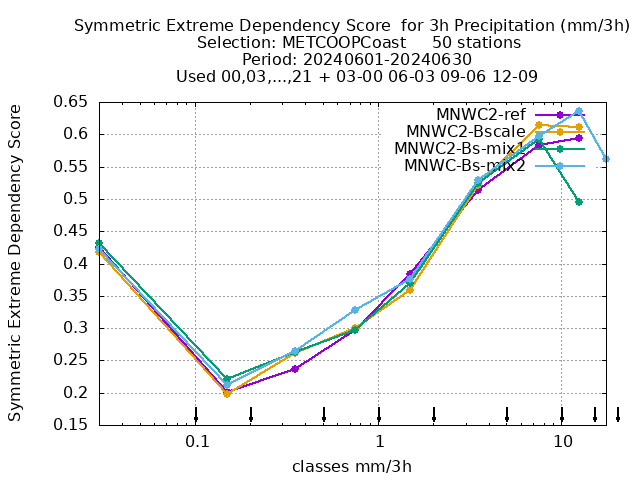 Symmetric Extreme Dependency Score  for 3h Precipitation (mm/3h)
Selection: METCOOPCoast     50 stations
Period: 20240601-20240630
Used 00,03,...,21 + 03-00 06-03 09-06 12-09
Symmetric Extreme Dependency Score
0.65
0.6
0.55
0.5
0.45
0.4
0.35
0.3
0.25
0.2
0.15
MNWC2-ref
MNWC2-Bscale
MNWC2-Bs-mix1
MNWC-Bs-mix2
0.1
1
10
classes mm/3h